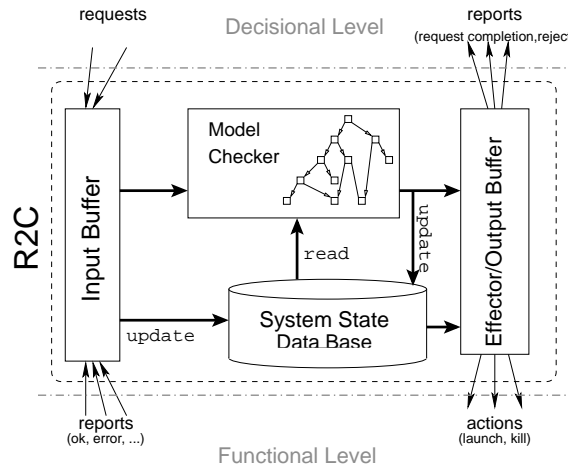 requests
Decisional Level
reports
(request completion,reject
R2C
Input Buffer
Model
Checker
Effector/Output Buffer
read
update
update
System State
Data Base
reports
(ok, error, ...)
actions
(launch, kill)
Functional Level